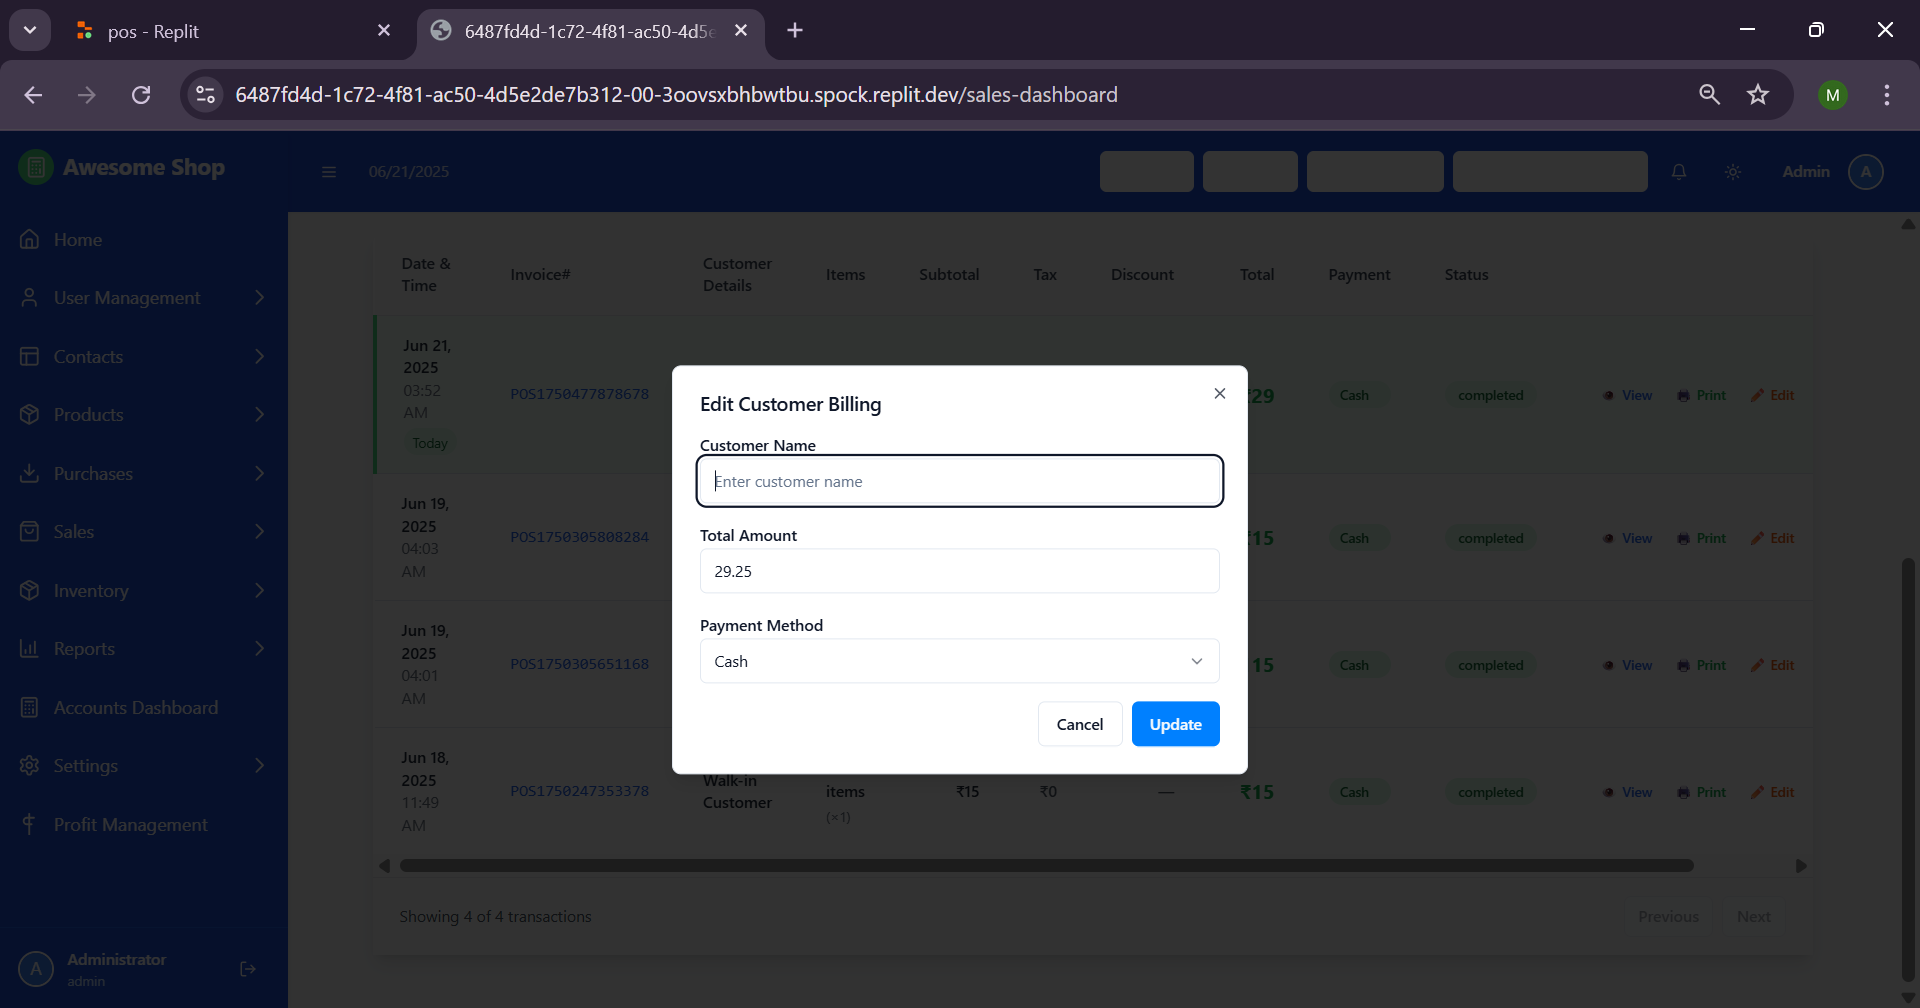 pos - Replit
6487fd4d-1c72-4f81-ac50-4d5e
6487fd4d-1c72-4f81-ac50-4d5e2de7b312-00-3oovsxbhbwtbu.spock.replit.dev/sales-dashboard
M
Awesome Shop
06/21/2025
Admin
A
Home
User Management
Contacts
Products
Purchases
Sales
Inventory
Reports
Accounts Dashboard
Settings
Profit Management
A
Administrator
admin
Date & Time
Invoice#
Customer Details
Items
Subtotal
Tax
Discount
Total
Payment
Status
Jun 21, 2025
03:52 AM
Today
POS1750477878678
₹29
Cash
completed
View
Print
Edit
Jun 19, 2025
04:03 AM
POS1750305808284
₹15
Cash
completed
View
Print
Edit
Jun 19, 2025
04:01 AM
POS1750305651168
15
Cash
completed
View
Print
Edit
Jun 18, 2025
11:49 AM
POS1750247353378
Walk-in Customer
items
(×1)
₹15
₹0
—
₹15
Cash
completed
View
Print
Edit
Showing 4 of 4 transactions
Previous
Next
Edit Customer Billing
Customer Name
Enter customer name
Total Amount
29.25
Payment Method
Cash
Cancel
Update